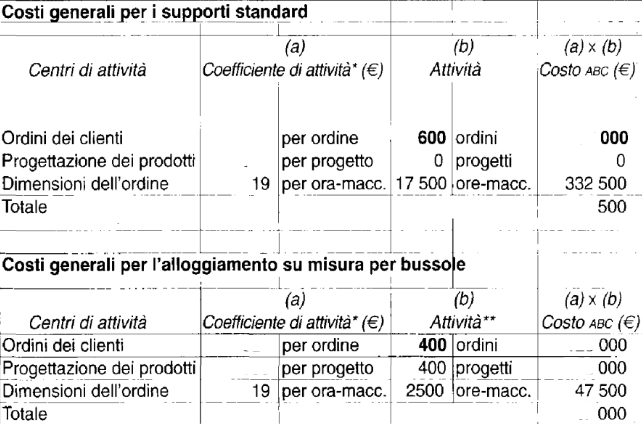 Costi generali per i supporti standard
(a) (b) (a) x (b)
Centri di attività Coefficiente di attività* (€) Attività Costo ABC (€)
Ordini dei clienti per ordine 600 ordini 000
Progettazione dei prodotti per progetto 0 progetti 0
Dimensioni dell'ordine 19 per ora-macc. 17 500 ore-macc. 332 500
Totale 500
Costi generali per l'alloggiamento su misura per bussole
(a) (b) (a) x (b)
Centri di attività Coefficiente di attività* (€) Attività** Costo ABC (€)
Ordini dei clienti per ordine 400 ordini 000
Progettazione dei prodotti per progetto 400 progetti 000
Dimensioni dell'ordine 19 per ora-macc. 2500 ore-macc. 47 500
Totale 000